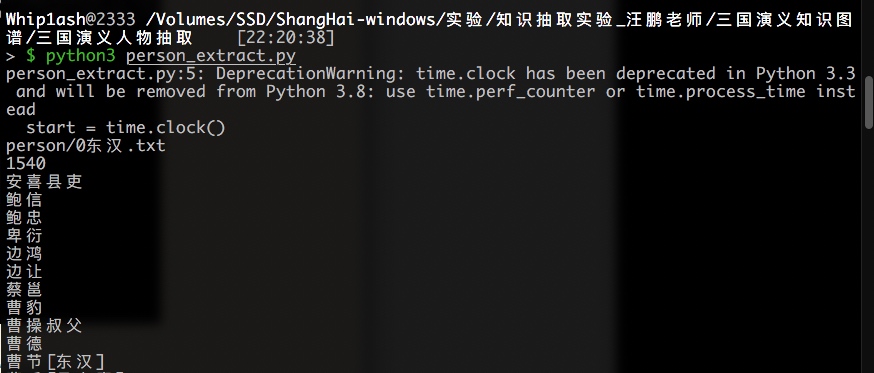 Whip1ash@2333 /Volumes/SSD/ShangHai-windows/实验/知识抽取实验_汪鹏老师/三国演义知识图
谱/三国演义人物抽取 [22:20:38]
> $ python3 person_extract.py
person_extract.py:5: DeprecationWarning: time.clock has been deprecated in Python 3.3
 and will be removed from Python 3.8: use time.perf_counter or time.process_time inst
ead
  start = time.clock()
person/0东汉.txt
1540
安喜县吏
鲍信
鲍忠
卑衍
边鸿
边让
蔡邕
曹豹
曹操叔父
曹德
曹节[东汉]